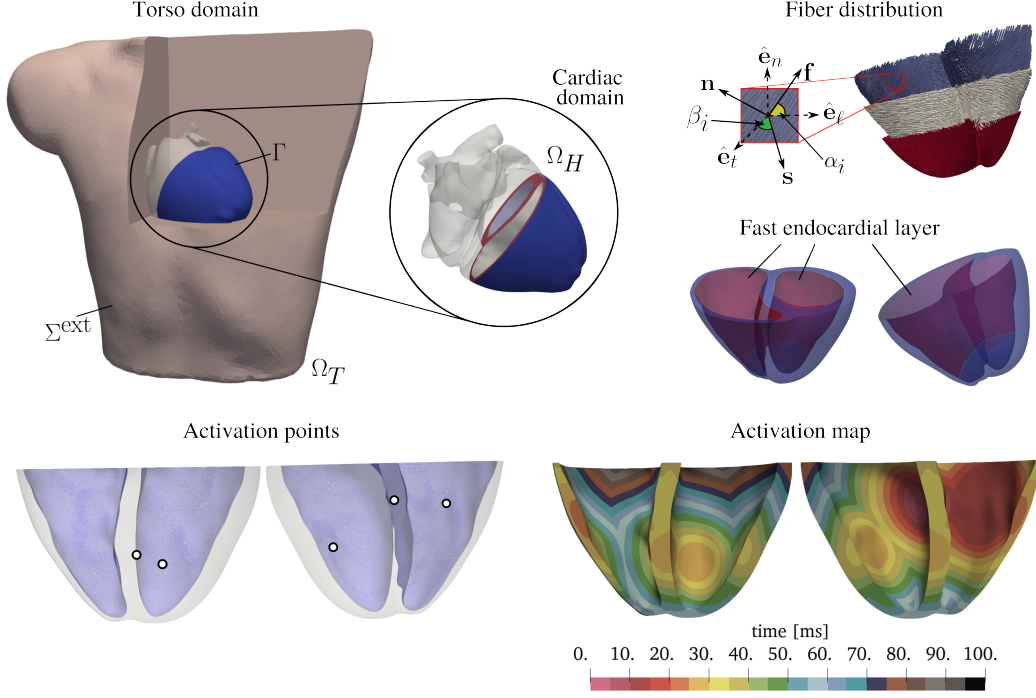 Torso domain
Γ
Σ^ext
Ω_T
Cardiac
domain
Ω_H
Fiber distribution
ê_n
f
n
β_i
ê_ℓ
ê_t
α_i
s
Fast endocardial layer
Activation points
Activation map
time [ms]
0. 10. 20. 30. 40. 50. 60. 70. 80. 90. 100.